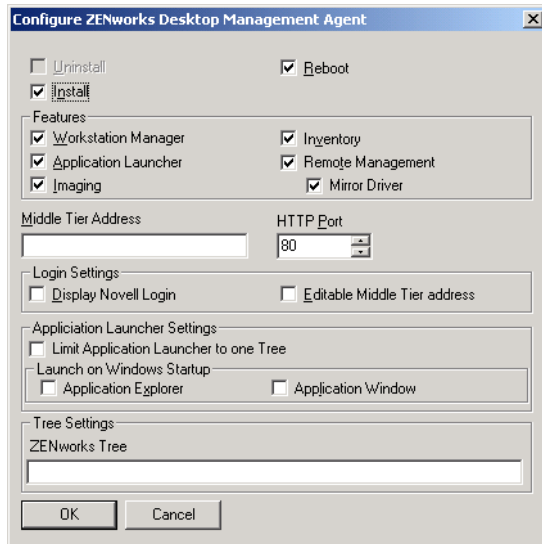 Configure ZENworks Desktop Management Agent
Uninstall
Reboot
Install
Features
Workstation Manager
Inventory
Application Launcher
Remote Management
Imaging
Mirror Driver
Middle Tier Address
HTTP Port
80
Login Settings
Display Novell Login
Editable Middle Tier address
Appliciation Launcher Settings
Limit Application Launcher to one Tree
Launch on Windows Startup
Application Explorer
Application Window
Tree Settings
ZENworks Tree
OK
Cancel